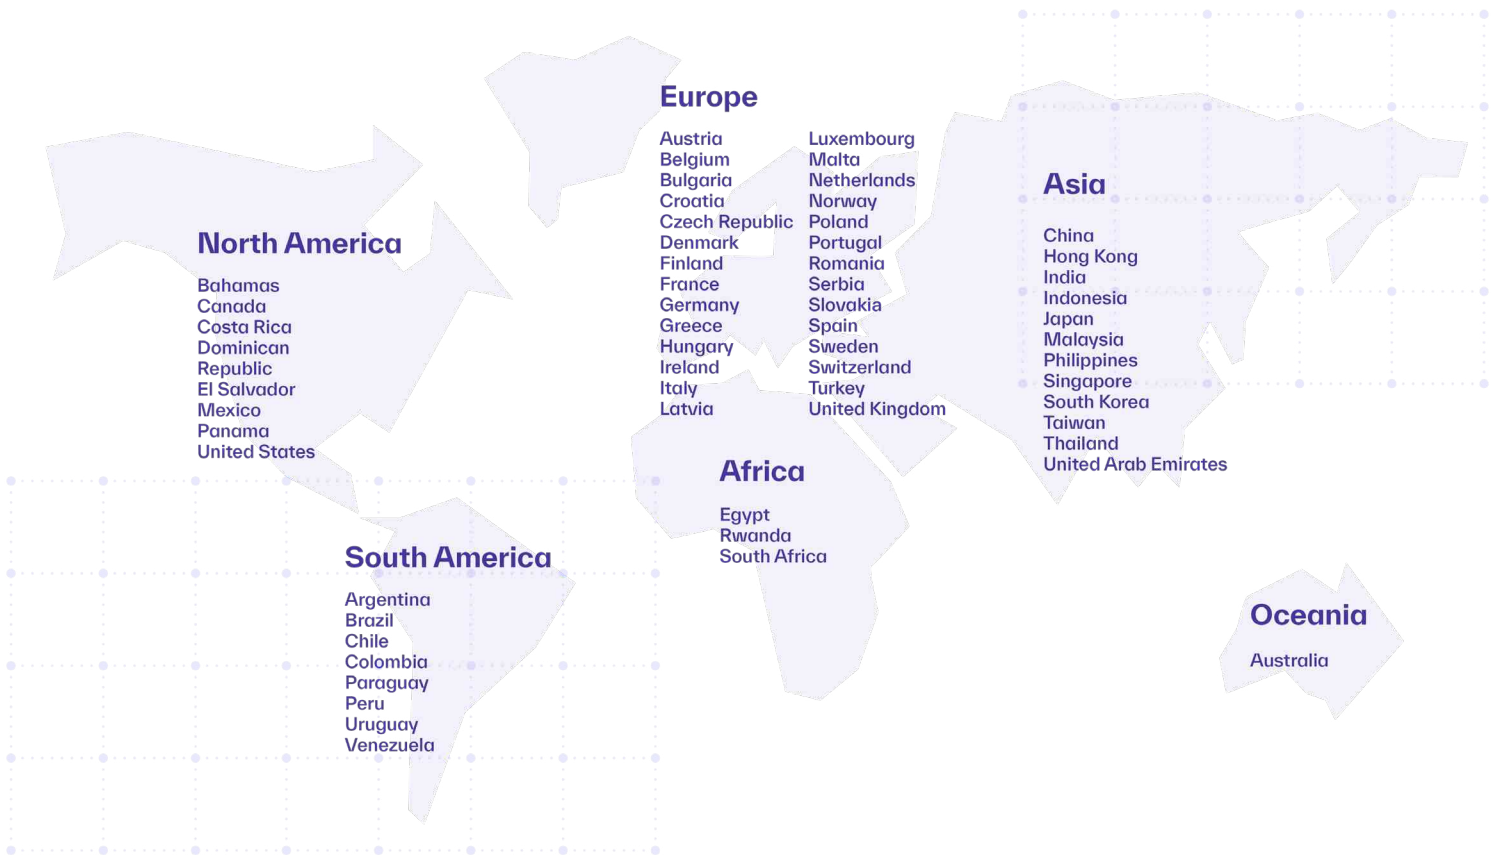 Europe
Austria
Belgium
Bulgaria
Croatia
Czech Republic
Denmark
Finland
France
Germany
Greece
Hungary
Ireland
Italy
Latvia
Luxembourg
Malta
Netherlands
Norway
Poland
Portugal
Romania
Serbia
Slovakia
Spain
Sweden
Switzerland
Turkey
United Kingdom
Asia
China
Hong Kong
India
Indonesia
Japan
Malaysia
Philippines
Singapore
South Korea
Taiwan
Thailand
United Arab Emirates
North America
Bahamas
Canada
Costa Rica
Dominican
Republic
El Salvador
Mexico
Panama
United States
Africa
Egypt
Rwanda
South Africa
South America
Argentina
Brazil
Chile
Colombia
Paraguay
Peru
Uruguay
Venezuela
Oceania
Australia